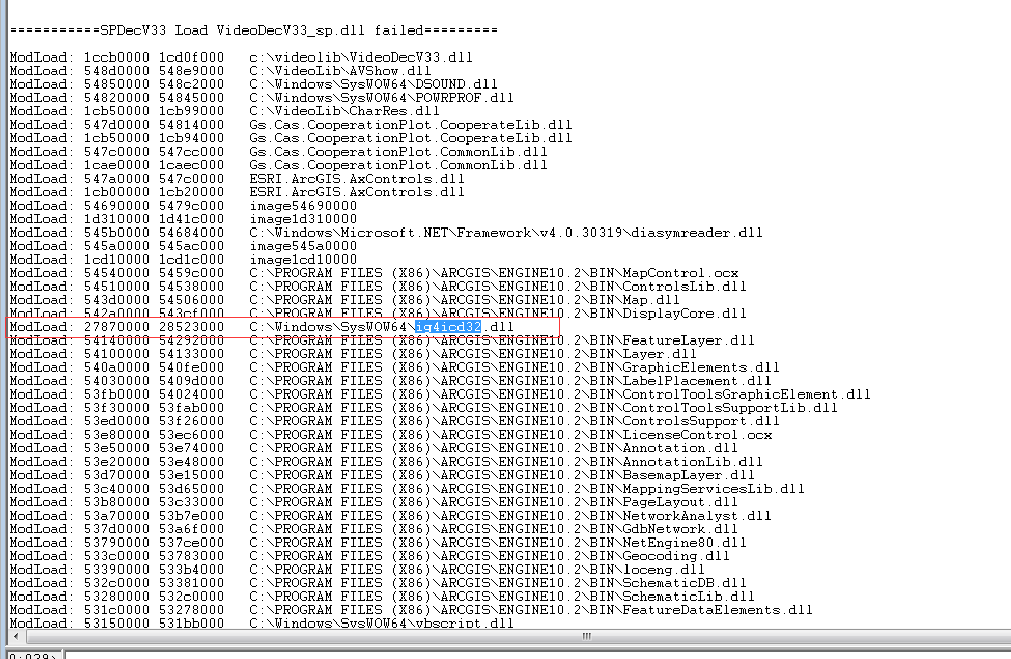 ===========SPDecV33 Load VideoDecV33_sp.dll failed=========
ModLoad: 1ccb0000 1cd0f000   c:\videolib\VideoDecV33.dll
ModLoad: 548d0000 548e9000   C:\VideoLib\AVShow.dll
ModLoad: 54850000 548c2000   C:\Windows\SysWOW64\DSOUND.dll
ModLoad: 54820000 54845000   C:\Windows\SysWOW64\POWRPROF.dll
ModLoad: 1cb50000 1cb99000   C:\VideoLib\CharRes.dll
ModLoad: 547d0000 54814000   Gs.Cas.CooperationPlot.CooperateLib.dll
ModLoad: 1cb50000 1cb94000   Gs.Cas.CooperationPlot.CooperateLib.dll
ModLoad: 547c0000 547cc000   Gs.Cas.CooperationPlot.CommonLib.dll
ModLoad: 1cae0000 1caec000   Gs.Cas.CooperationPlot.CommonLib.dll
ModLoad: 547a0000 547c0000   ESRI.ArcGIS.AxControls.dll
ModLoad: 1cb00000 1cb20000   ESRI.ArcGIS.AxControls.dll
ModLoad: 54690000 5479c000   image54690000
ModLoad: 1d310000 1d41c000   image1d310000
ModLoad: 545b0000 54684000   C:\Windows\Microsoft.NET\Framework\v4.0.30319\diasymreader.dll
ModLoad: 545a0000 545ac000   image545a0000
ModLoad: 1cd10000 1cd1c000   image1cd10000
ModLoad: 54540000 5459c000   C:\PROGRAM FILES (X86)\ARCGIS\ENGINE10.2\BIN\MapControl.ocx
ModLoad: 54510000 54538000   C:\PROGRAM FILES (X86)\ARCGIS\ENGINE10.2\BIN\ControlsLib.dll
ModLoad: 543d0000 54506000   C:\PROGRAM FILES (X86)\ARCGIS\ENGINE10.2\BIN\Map.dll
ModLoad: 542a0000 543cf000   C:\PROGRAM FILES (X86)\ARCGIS\ENGINE10.2\BIN\DisplayCore.dll
ModLoad: 27870000 28523000   C:\Windows\SysWOW64\ig4icd32.dll
ModLoad: 54140000 54292000   C:\PROGRAM FILES (X86)\ARCGIS\ENGINE10.2\BIN\FeatureLayer.dll
ModLoad: 54100000 54133000   C:\PROGRAM FILES (X86)\ARCGIS\ENGINE10.2\BIN\Layer.dll
ModLoad: 540a0000 540fe000   C:\PROGRAM FILES (X86)\ARCGIS\ENGINE10.2\BIN\GraphicElements.dll
ModLoad: 54030000 5409d000   C:\PROGRAM FILES (X86)\ARCGIS\ENGINE10.2\BIN\LabelPlacement.dll
ModLoad: 53fb0000 54024000   C:\PROGRAM FILES (X86)\ARCGIS\ENGINE10.2\BIN\ControlToolsGraphicElement.dll
ModLoad: 53f30000 53fab000   C:\PROGRAM FILES (X86)\ARCGIS\ENGINE10.2\BIN\ControlToolsSupportLib.dll
ModLoad: 53ed0000 53f26000   C:\PROGRAM FILES (X86)\ARCGIS\ENGINE10.2\BIN\ControlsSupport.dll
ModLoad: 53e80000 53ec6000   C:\PROGRAM FILES (X86)\ARCGIS\ENGINE10.2\BIN\LicenseControl.ocx
ModLoad: 53e50000 53e74000   C:\PROGRAM FILES (X86)\ARCGIS\ENGINE10.2\BIN\Annotation.dll
ModLoad: 53e20000 53e48000   C:\PROGRAM FILES (X86)\ARCGIS\ENGINE10.2\BIN\AnnotationLib.dll
ModLoad: 53d70000 53e15000   C:\PROGRAM FILES (X86)\ARCGIS\ENGINE10.2\BIN\BasemapLayer.dll
ModLoad: 53c40000 53d65000   C:\PROGRAM FILES (X86)\ARCGIS\ENGINE10.2\BIN\MappingServicesLib.dll
ModLoad: 53b80000 53c33000   C:\PROGRAM FILES (X86)\ARCGIS\ENGINE10.2\BIN\PageLayout.dll
ModLoad: 53a70000 53b7e000   C:\PROGRAM FILES (X86)\ARCGIS\ENGINE10.2\BIN\NetworkAnalyst.dll
ModLoad: 537d0000 53a6f000   C:\PROGRAM FILES (X86)\ARCGIS\ENGINE10.2\BIN\GdbNetwork.dll
ModLoad: 53790000 537ce000   C:\PROGRAM FILES (X86)\ARCGIS\ENGINE10.2\BIN\NetEngine80.dll
ModLoad: 533c0000 53783000   C:\PROGRAM FILES (X86)\ARCGIS\ENGINE10.2\BIN\Geocoding.dll
ModLoad: 53390000 533b4000   C:\PROGRAM FILES (X86)\ARCGIS\ENGINE10.2\BIN\loceng.dll
ModLoad: 532c0000 53381000   C:\PROGRAM FILES (X86)\ARCGIS\ENGINE10.2\BIN\SchematicDB.dll
ModLoad: 53280000 532c0000   C:\PROGRAM FILES (X86)\ARCGIS\ENGINE10.2\BIN\SchematicLib.dll
ModLoad: 531c0000 53278000   C:\PROGRAM FILES (X86)\ARCGIS\ENGINE10.2\BIN\FeatureDataElements.dll
ModLoad: 53150000 531bb000   C:\Windows\SysWOW64\vbscript.dll
0:029>